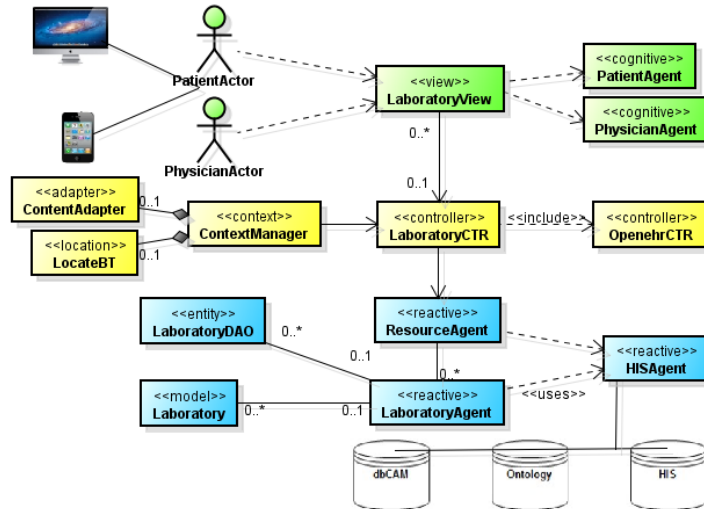 PatientActor
PhysicianActor
<<view>>
LaboratoryView
<<cognitive>>
PatientAgent
<<cognitive>>
PhysicianAgent
0..*
0..1
<<adapter>>
ContentAdapter
0..1
<<location>>
LocateBT
0..1
<<context>>
ContextManager
<<controller>>
LaboratoryCTR
<<include>>
<<controller>>
OpenehrCTR
<<entity>>
LaboratoryDAO
0..*
0..1
<<reactive>>
ResourceAgent
0..*
<<reactive>>
HISAgent
<<model>>
Laboratory
0..*
0..1
<<reactive>>
LaboratoryAgent
<<uses>>
dbCAM
Ontology
HIS